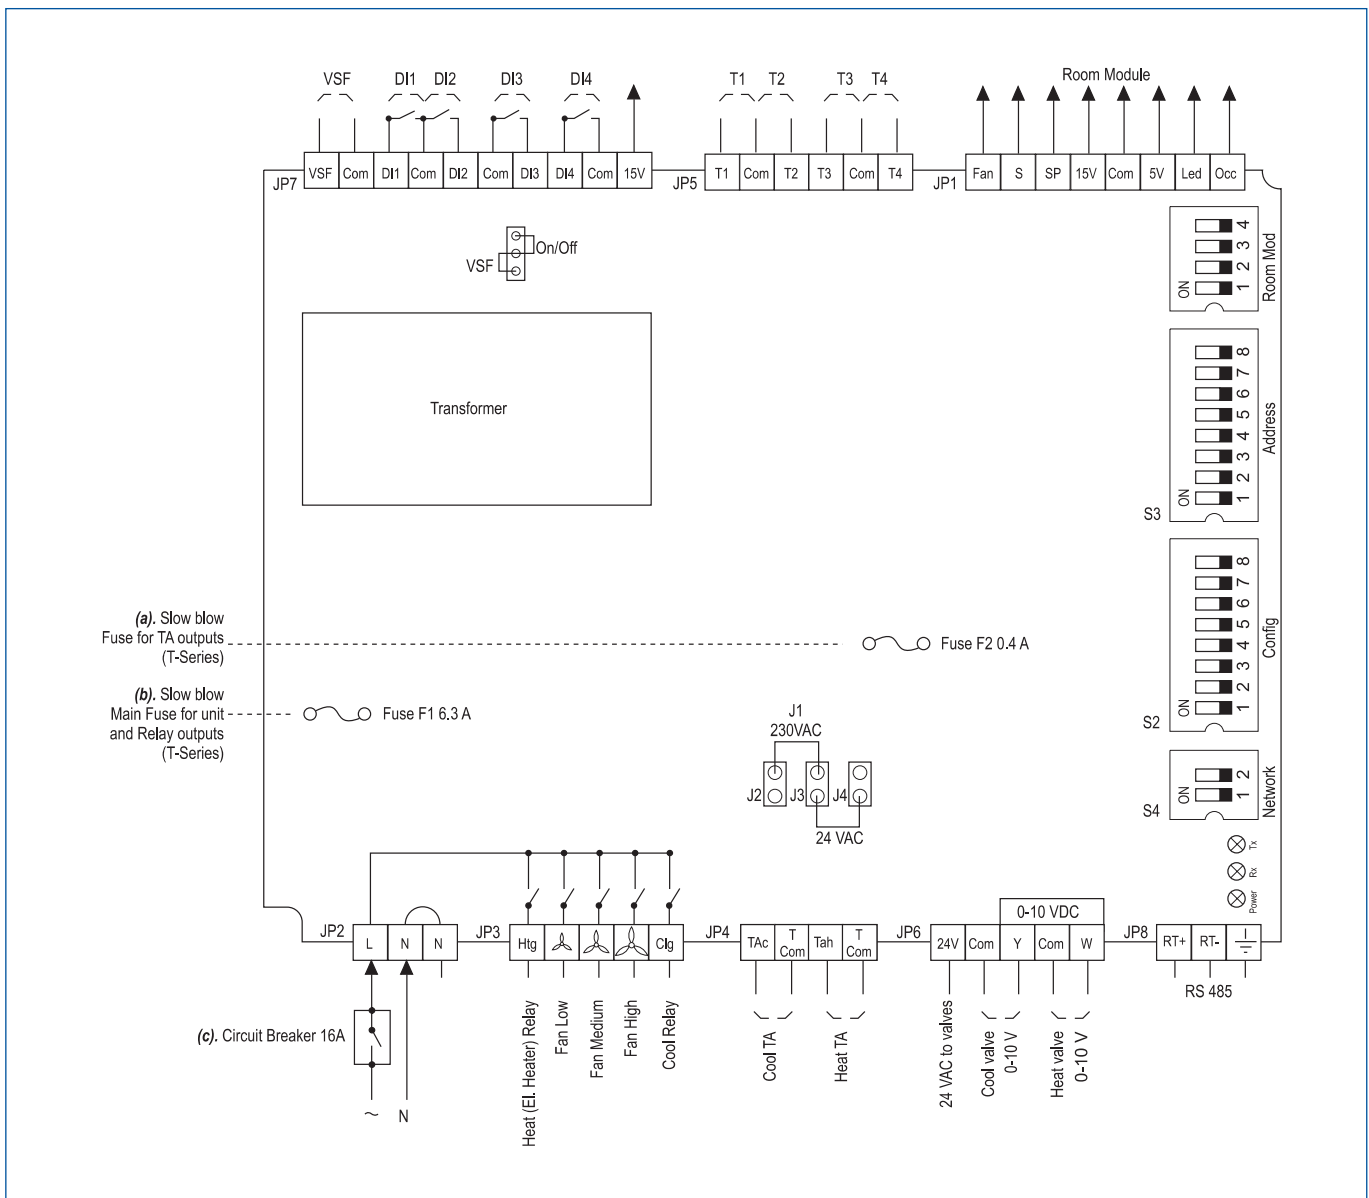 VSF DI1 DI2 DI3 DI4
T1 T2 T3 T4
Room Module
JP7 VSF Com DI1 Com DI2 Com DI3 DI4 Com 15V
JP5 T1 Com T2 T3 Com T4
JP1 Fan S SP 15V Com 5V Led Occ
On/Off
VSF
4
3
2
1
ON
Room Mod
Transformer
8
7
6
5
4
3
2
1
ON
Address
S3
8
7
6
5
4
3
2
1
ON
Config
S2
(a). Slow blow
Fuse for TA outputs
(T-Series)
Fuse F2 0.4 A
(b). Slow blow
Main Fuse for unit
and Relay outputs
(T-Series)
Fuse F1 6.3 A
J1
230VAC
J2 J3 J4
24 VAC
2
1
ON
Network
S4
Tx
Rx
Power
JP2 L N N
JP3 Htg Clg
JP4 TAc T Com Tah T Com
JP6 24V Com Y Com W
0-10 VDC
JP8 RT+ RT-
RS 485
(c). Circuit Breaker 16A
~ N
Heat (El. Heater) Relay
Fan Low
Fan Medium
Fan High
Cool Relay
Cool TA
Heat TA
24 VAC to valves
Cool valve
0-10 V
Heat valve
0-10 V